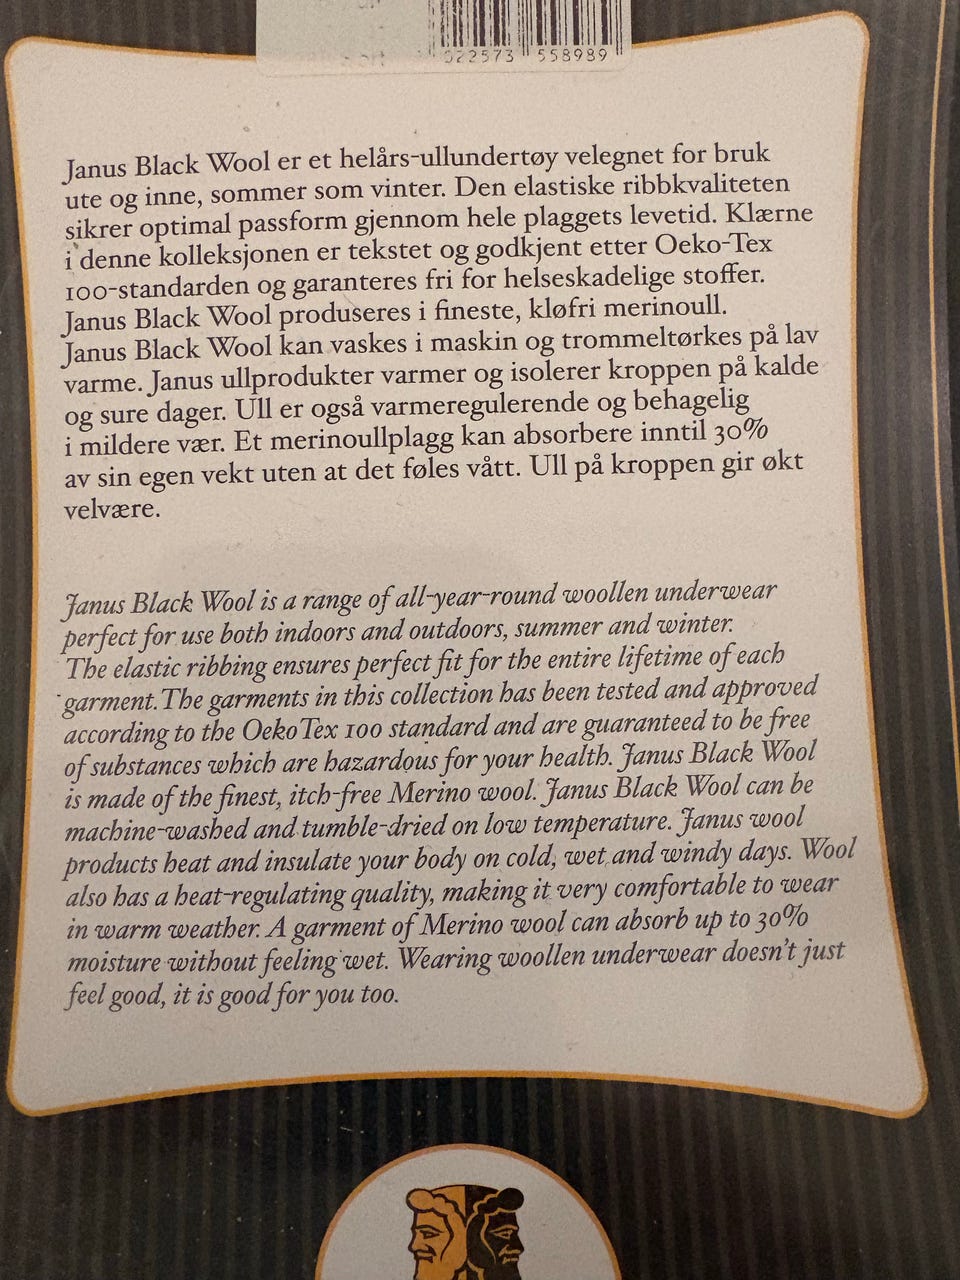 022573 558989
Janus Black Wool er et helårs-ullundertøy velegnet for bruk
ute og inne, sommer som vinter. Den elastiske ribbkvaliteten
sikrer optimal passform gjennom hele plaggets levetid. Klærne
i denne kolleksjonen er tekstet og godkjent etter Oeko-Tex
100-standarden og garanteres fri for helseskadelige stoffer.
Janus Black Wool produseres i fineste, kløfri merinoull.
Janus Black Wool kan vaskes i maskin og trommeltørkes på lav
varme. Janus ullprodukter varmer og isolerer kroppen på kalde
og sure dager. Ull er også varmeregulerende og behagelig
i mildere vær. Et merinoullplagg kan absorbere inntil 30%
av sin egen vekt uten at det føles vått. Ull på kroppen gir økt
velvære.
Janus Black Wool is a range of all-year-round woollen underwear
perfect for use both indoors and outdoors, summer and winter.
The elastic ribbing ensures perfect fit for the entire lifetime of each
garment. The garments in this collection has been tested and approved
according to the Oeko Tex 100 standard and are guaranteed to be free
of substances which are hazardous for your health. Janus Black Wool
is made of the finest, itch-free Merino wool. Janus Black Wool can be
machine-washed and tumble-dried on low temperature. Janus wool
products heat and insulate your body on cold, wet and windy days. Wool
also has a heat-regulating quality, making it very comfortable to wear
in warm weather. A garment of Merino wool can absorb up to 30%
moisture without feeling wet. Wearing woollen underwear doesn't just
feel good, it is good for you too.